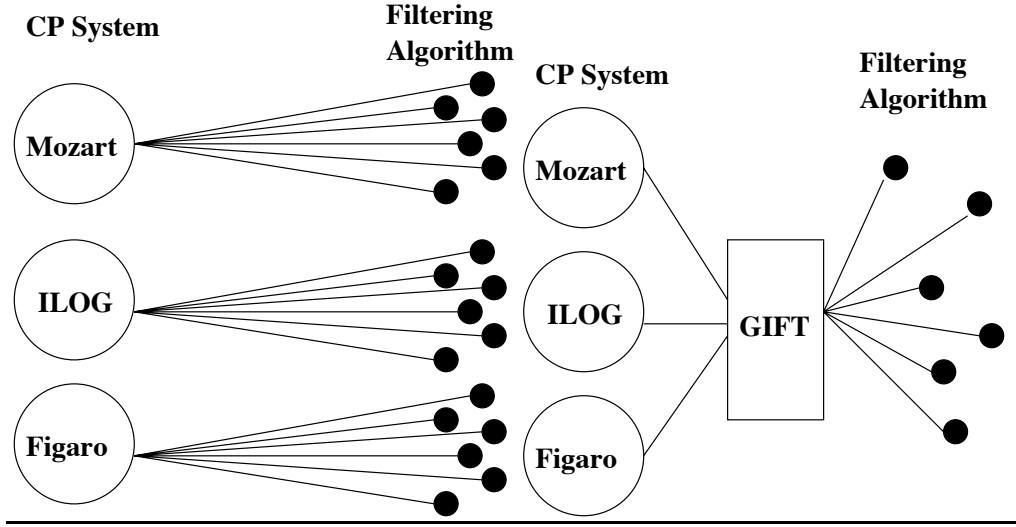 CP System
Filtering
Algorithm
Mozart
ILOG
Figaro
CP System
Filtering
Algorithm
Mozart
ILOG
Figaro
GIFT